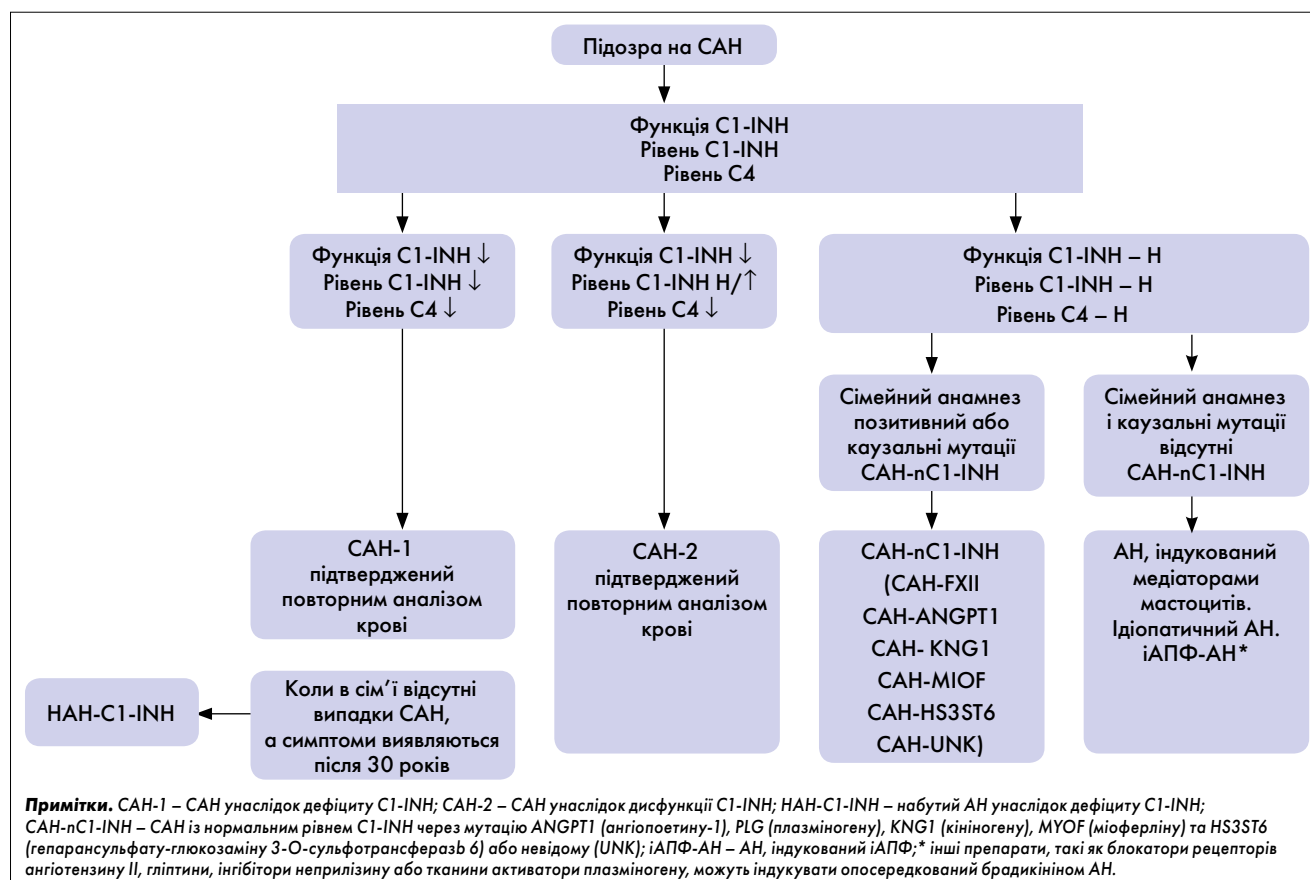 Підозра на САН
Функція C1-INH
Рівень C1-INH
Рівень C4
Функція C1-INH ↓
Рівень C1-INH ↓
Рівень C4 ↓
Функція C1-INH ↓
Рівень C1-INH Н/↑
Рівень C4 ↓
Функція C1-INH – Н
Рівень C1-INH – Н
Рівень C4 – Н
Сімейний анамнез
позитивний або
каузальні мутації
САН-nC1-INH
Сімейний анамнез
і каузальні мутації
відсутні
САН-nC1-INH
САН-1
підтверджений
повторним аналізом
крові
САН-2
підтверджений
повторним аналізом
крові
САН-nC1-INH
(САН-FXII
САН-ANGPT1
САН- KNG1
САН-MIOF
САН-HS3ST6
САН-UNK)
АН, індукований
медіаторами
мастоцитів.
Ідіопатичний АН.
іАПФ-АН*
НАН-C1-INH
Коли в сім’ї відсутні
випадки САН,
а симптоми виявляються
після 30 років
Примітки. САН-1 – САН унаслідок дефіциту C1-INH; САН-2 – САН унаслідок дисфункції C1-INH; НАН-C1-INH – набутий АН унаслідок дефіциту C1-INH;
САН-nC1-INH – САН із нормальним рівнем C1-INH через мутацію ANGPT1 (ангіопоетину-1), PLG (плазміногену), KNG1 (кініногену), MYOF (міоферліну) та HS3ST6
(гепарансульфату-глюкозаміну 3-О-сульфотрансферазb 6) або невідому (UNK); іАПФ-АН – АН, індукований іАПФ;* інші препарати, такі як блокатори рецепторів
ангіотензину II, гліптини, інгібітори неприлізину або тканини активатори плазміногену, можуть індукувати опосередкований брадикініном АН.